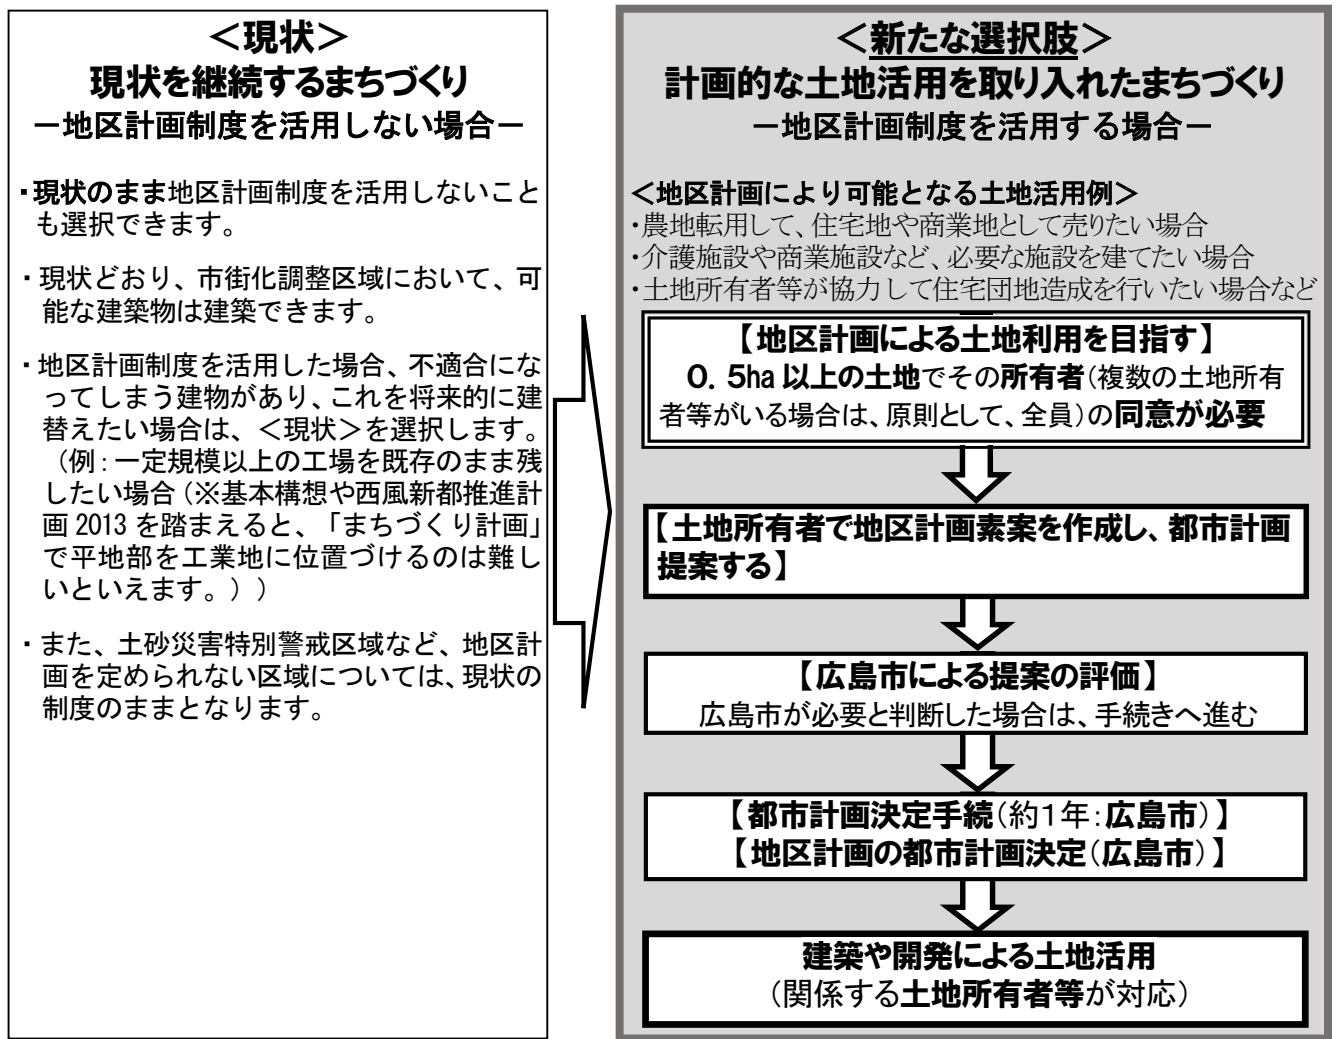 ＜現状＞
現状を継続するまちづくり
－地区計画制度を活用しない場合－
・現状のまま地区計画制度を活用しないこと
も選択できます。
・現状どおり、市街化調整区域において、可
能な建築物は建築できます。
・地区計画制度を活用した場合、不適合にな
ってしまう建物があり、これを将来的に建
替えたい場合は、＜現状＞を選択します。
（例：一定規模以上の工場を既存のまま残
したい場合（※基本構想や西風新都推進計
画 2013 を踏まえると、「まちづくり計画」
で平地部を工業地に位置づけるのは難し
いといえます。））
・また、土砂災害特別警戒区域など、地区計
画を定められない区域については、現状の
制度のままとなります。
＜新たな選択肢＞
計画的な土地活用を取り入れたまちづくり
－地区計画制度を活用する場合－
＜地区計画により可能となる土地活用例＞
・農地転用して、住宅地や商業地として売りたい場合
・介護施設や商業施設など、必要な施設を建てたい場合
・土地所有者等が協力して住宅団地造成を行いたい場合など
【地区計画による土地利用を目指す】
０．５ha 以上の土地でその所有者（複数の土地所有
者等がいる場合は、原則として、全員）の同意が必要
【土地所有者で地区計画素案を作成し、都市計画
提案する】
【広島市による提案の評価】
広島市が必要と判断した場合は、手続きへ進む
【都市計画決定手続（約１年：広島市）】
【地区計画の都市計画決定（広島市）】
建築や開発による土地活用
（関係する土地所有者等が対応）